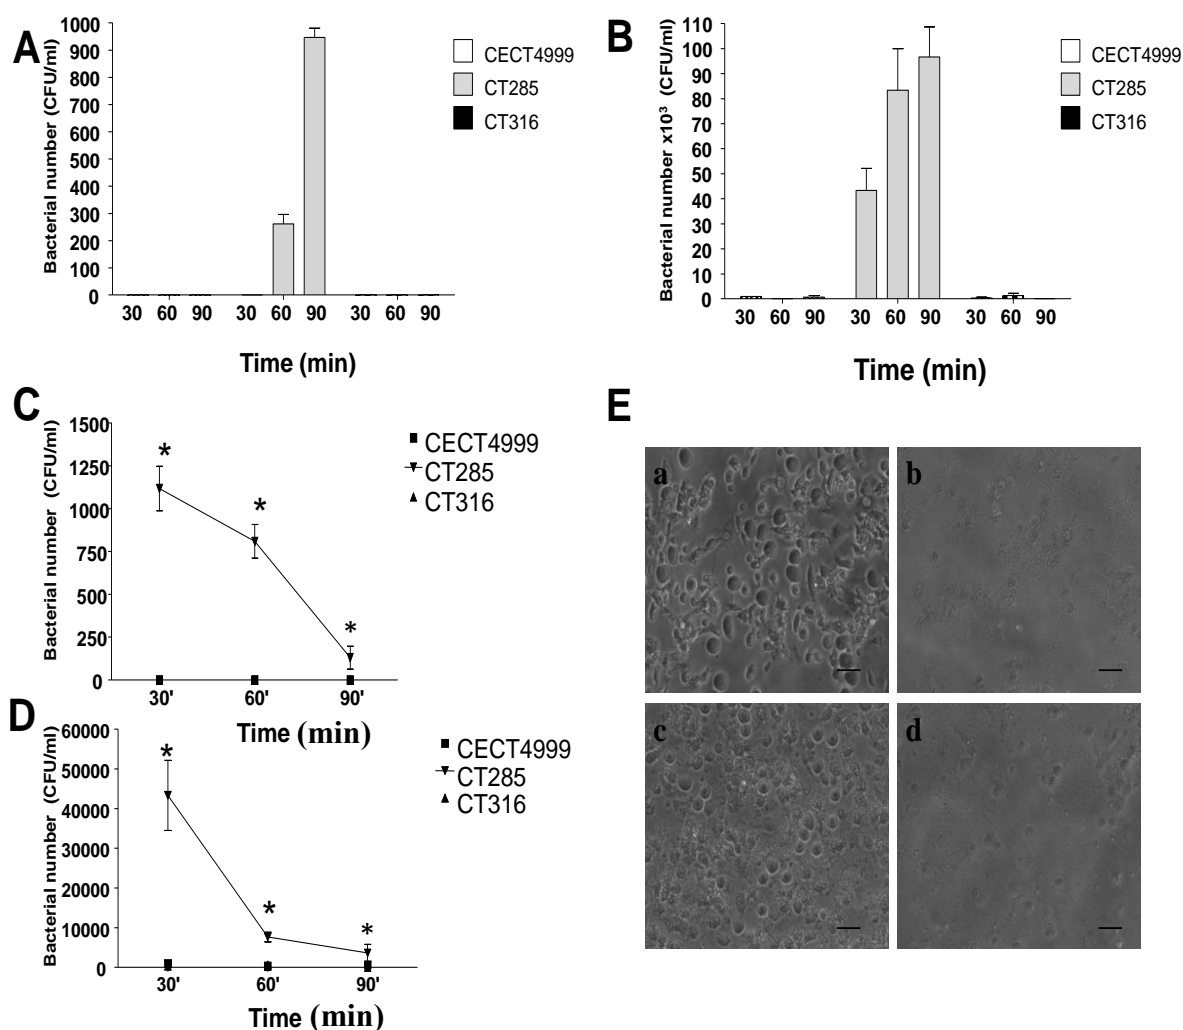 A
Bacterial number (CFU/ml)
1000
900
800
700
600
500
400
300
200
100
0
30 60 90 30 60 90 30 60 90
Time (min)
CECT4999
CT285
CT316
B
Bacterial number x10³ (CFU/ml)
110
100
90
80
70
60
50
40
30
20
10
0
30 60 90 30 60 90 30 60 90
Time (min)
CECT4999
CT285
CT316
C
Bacterial number (CFU/ml)
1500
1250
1000
750
500
250
0
* * *
30' 60' 90'
Time (min)
CECT4999
CT285
CT316
D
Bacterial number (CFU/ml)
60000
50000
40000
30000
20000
10000
0
* * *
30' 60' 90'
Time (min)
CECT4999
CT285
CT316
E
a b
c d